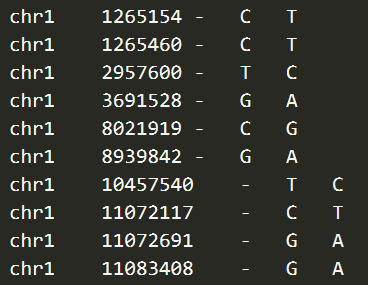 chr1 1265154 - C T
chr1 1265460 - C T
chr1 2957600 - T C
chr1 3691528 - G A
chr1 8021919 - C G
chr1 8939842 - G A
chr1 10457540 - T C
chr1 11072117 - C T
chr1 11072691 - G A
chr1 11083408 - G A